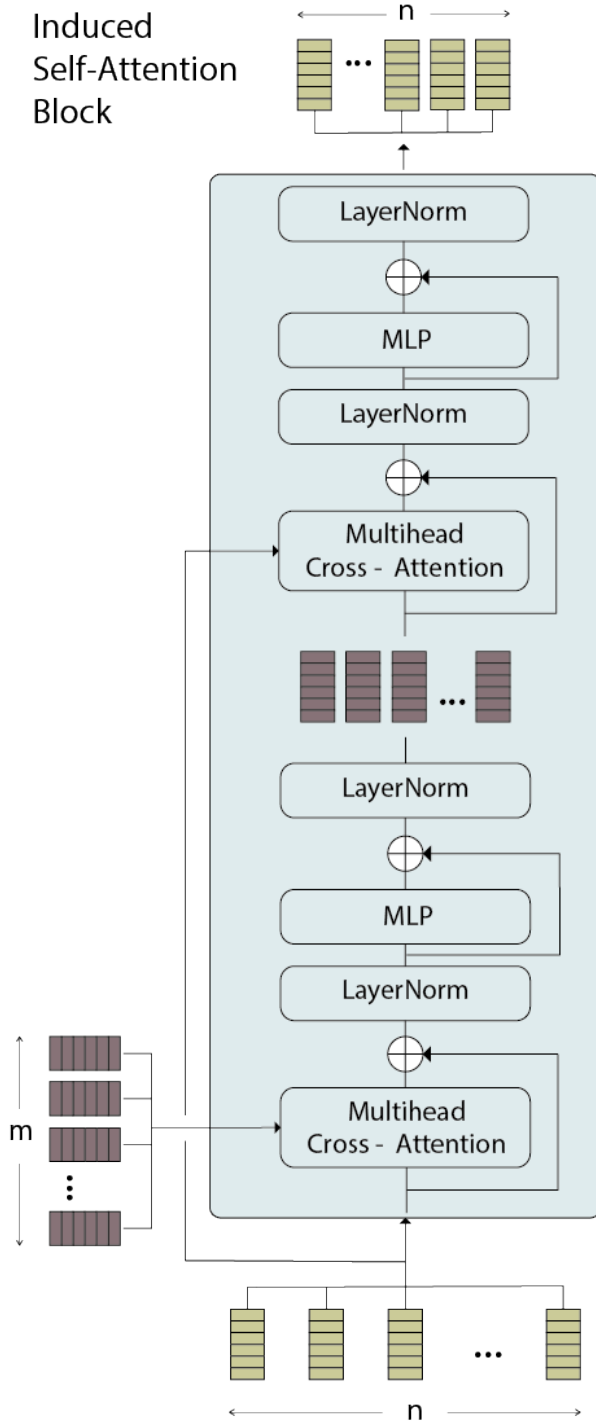 Induced
Self-Attention
Block
n
...
LayerNorm
MLP
LayerNorm
Multihead
Cross - Attention
...
LayerNorm
MLP
LayerNorm
Multihead
Cross - Attention
m
...
...
n